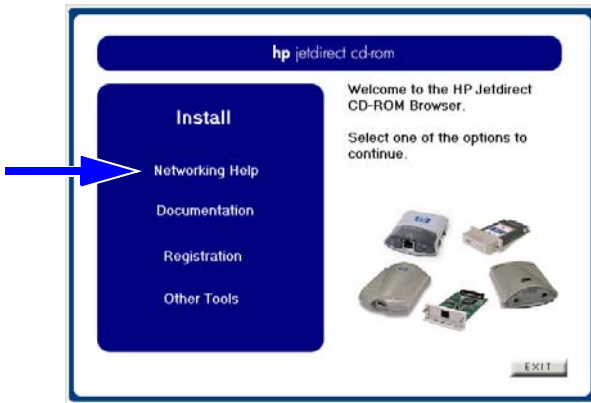 hp jetdirect cd-rom
Install
Networking Help
Documentation
Registration
Other Tools
Welcome to the HP Jetdirect
CD-ROM Browser.
Select one of the options to
continue.
EXIT